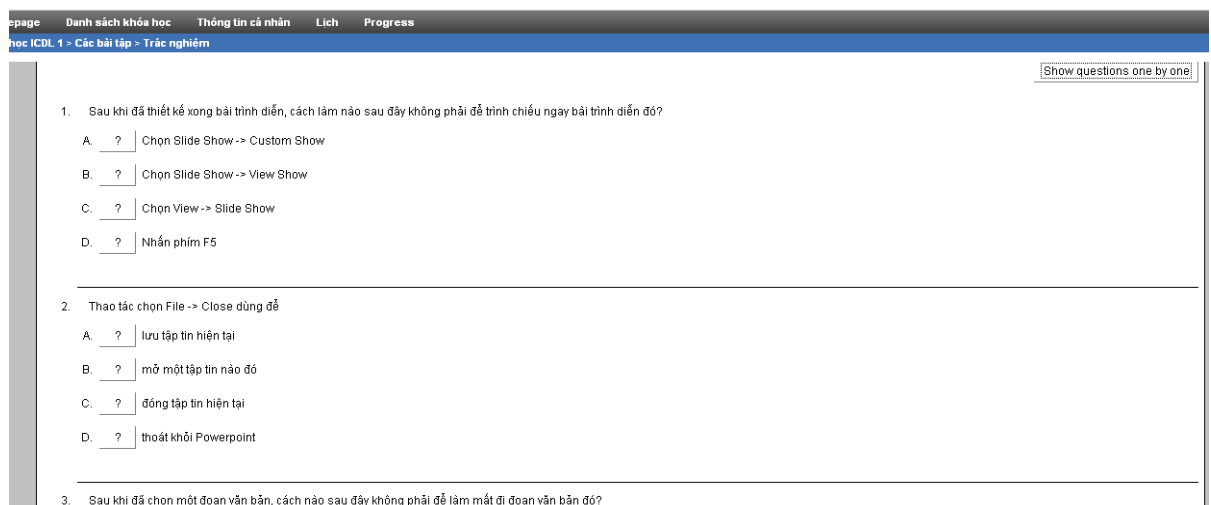 epage Danh sách khóa học Thông tin cá nhân Lịch Progress
học ICDL 1 > Các bài tập > Trắc nghiệm
Show questions one by one
1. Sau khi đã thiết kế xong bài trình diễn, cách làm nào sau đây không phải để trình chiếu ngay bài trình diễn đó?
A. ? Chọn Slide Show -> Custom Show
B. ? Chọn Slide Show -> View Show
C. ? Chọn View -> Slide Show
D. ? Nhấn phím F5
2. Thao tác chọn File -> Close dùng để
A. ? lưu tập tin hiện tại
B. ? mở một tập tin nào đó
C. ? đóng tập tin hiện tại
D. ? thoát khỏi Powerpoint
3. Sau khi đã chọn một đoạn văn bản, cách nào sau đây không phải để làm mất đi đoạn văn bản đó?